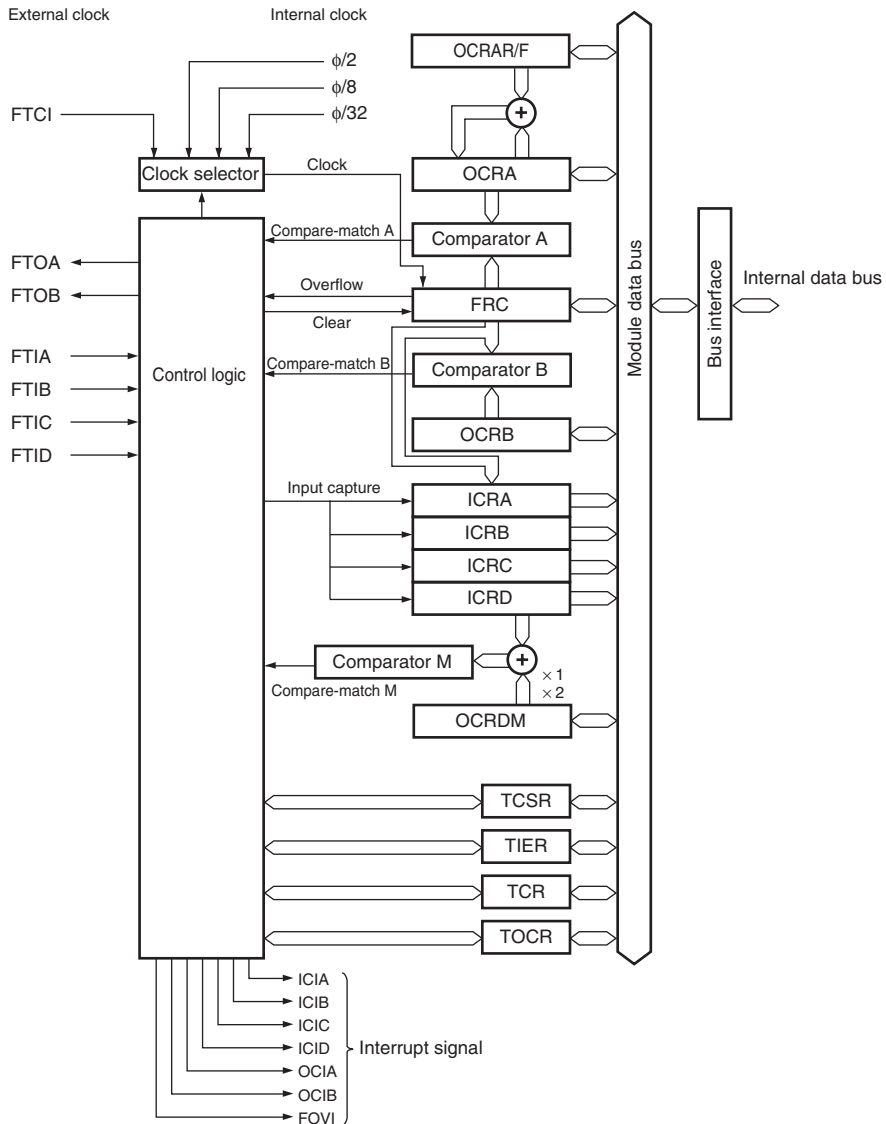 External clock
Internal clock
ϕ/2
ϕ/8
ϕ/32
FTCI
Clock selector
Clock
OCRAR/F
+
OCRA
Compare-match A
Comparator A
FTOA
FTOB
Overflow
FRC
Clear
Module data bus
Bus interface
Internal data bus
FTIA
FTIB
FTIC
FTID
Control logic
Compare-match B
Comparator B
OCRB
Input capture
ICRA
ICRB
ICRC
ICRD
Comparator M
+
× 1
× 2
Compare-match M
OCRDM
TCSR
TIER
TCR
TOCR
ICIA
ICIB
ICIC
ICID
OCIA
OCIB
FOVI
Interrupt signal